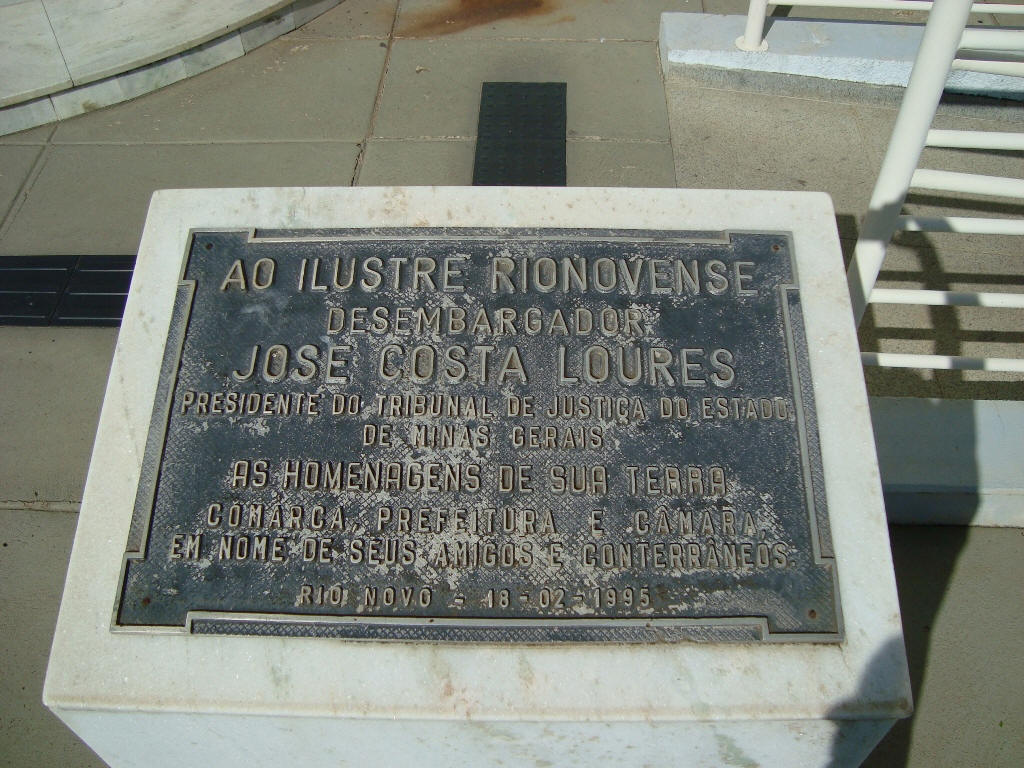 AO ILUSTRE RIONOVENSE
DESEMBARGADOR
JOSE COSTA LOURES
PRESIDENTE DO TRIBUNAL DE JUSTIÇA DO ESTADO
DE MINAS GERAIS
AS HOMENAGENS DE SUA TERRA
COMARCA, PREFEITURA E CÂMARA,
EM NOME DE SEUS AMIGOS E CONTERRÂNEOS.
RIO NOVO - 18-02-1995